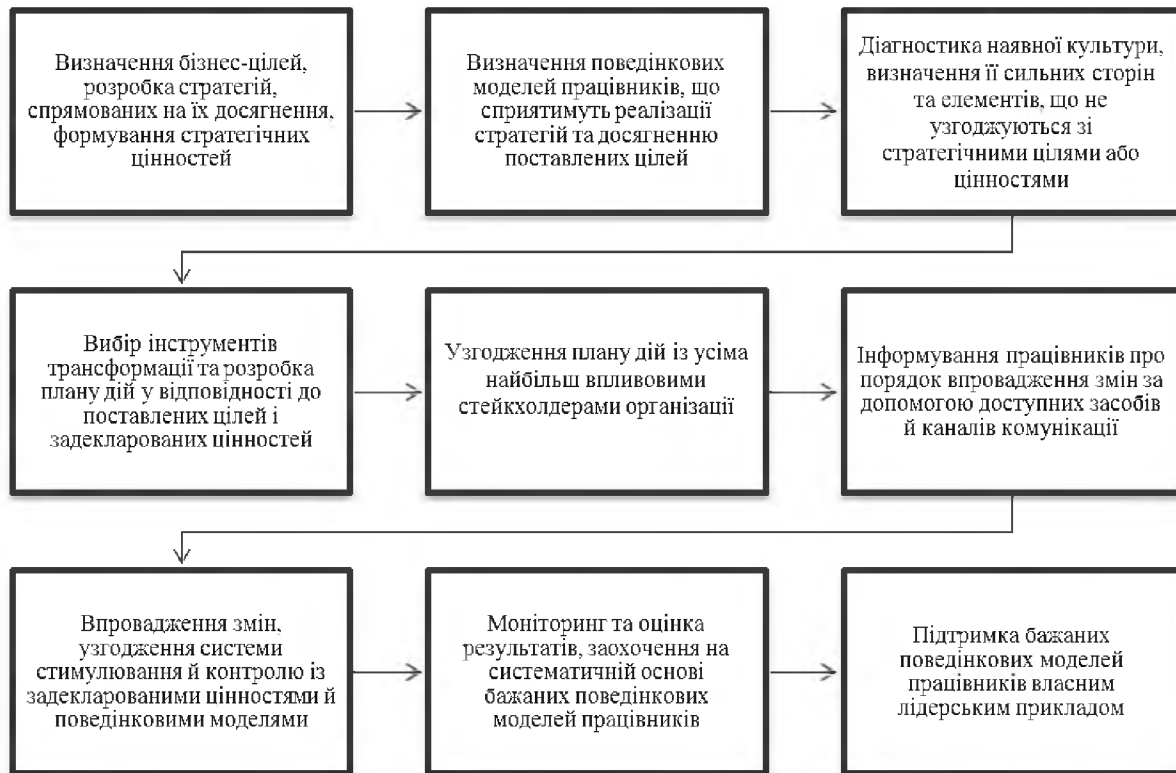 Визначення бізнес-цілей,
розробка стратегій,
спрямованих на їх досягнення,
формування стратегічних
цінностей
Визначення поведінкових
моделей працівників, що
сприятимуть реалізації
стратегій та досягненню
поставлених цілей
Діагностика наявної культури,
визначення її сильних сторін
та елементів, що не
узгоджуються зі
стратегічними цілями або
цінностями
Вибір інструментів
трансформації та розробка
плану дій у відповідності до
поставлених цілей і
задекларованих цінностей
Узгодження плану дій із усіма
найбільш впливовими
стейкхолдерами організації
Інформування працівників про
порядок впровадження змін за
допомогою доступних засобів
й каналів комунікації
Впровадження змін,
узгодження системи
стимулювання й контролю із
задекларованими цінностями й
поведінковими моделями
Моніторинг та оцінка
результатів, заохочення на
систематичній основі
бажаних поведінкових
моделей працівників
Підтримка бажаних
поведінкових моделей
працівників власним
лідерським прикладом